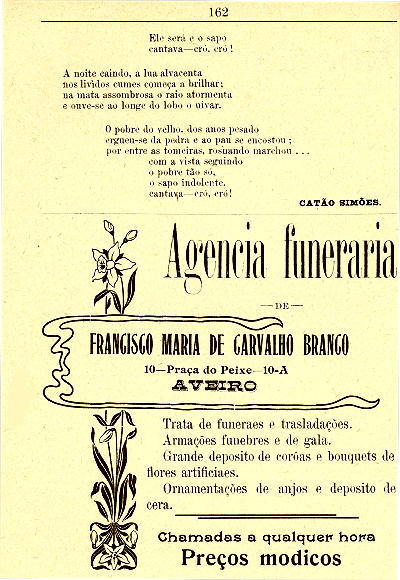 162
Ele será e o sapo
cantava—cró, cró!
A noite caindo, a lua alvacenta
nos lividos cumes começa a brilhar;
na mata assombrosa o raio atormenta
e ouve-se ao longe do lobo o uivar.
O pobre do velho, dos anos pesado
ergueu-se da pedra e ao pau se encostou;
por entre as tomeiras, rosnando marchou ...
com a vista seguindo
o pobre tão só,
o sapo indolente,
cantava—cró, cró!
CATÃO SIMÕES.
Agencia funeraria
—DE—
FRANCISCO MARIA DE CARVALHO BRANCO
10—Praça do Peixe—10-A
AVEIRO
Trata de funeraes e trasladações.
Armações funebres e de gala.
Grande deposito de corôas e bouquets de
flores artificiaes.
Ornamentações de anjos e deposito de
cera.
Chamadas a qualquer hora
Preços modicos